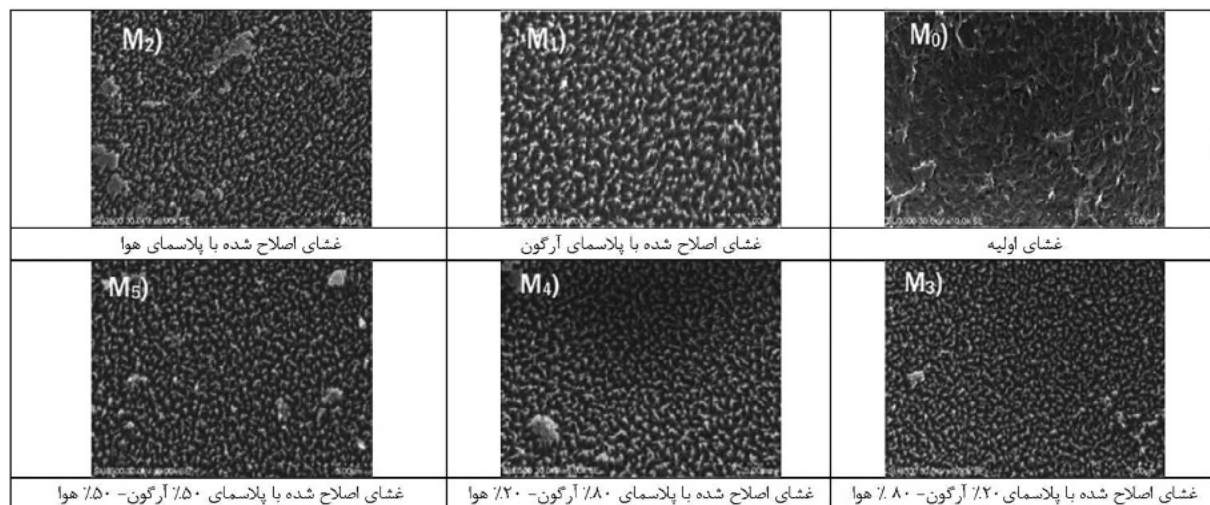 M₀)
M₁)
M₂)
غشای اولیه
غشای اصلاح شده با پلاسمای آرگون
غشای اصلاح شده با پلاسمای هوا
M₃)
M₄)
M₅)
غشای اصلاح شده با پلاسمای ۲۰٪ آرگون- ۸۰ ٪ هوا
غشای اصلاح شده با پلاسمای ۸۰٪ آرگون- ۲۰٪ هوا
غشای اصلاح شده با پلاسمای ۵۰٪ آرگون- ۵۰٪ هوا